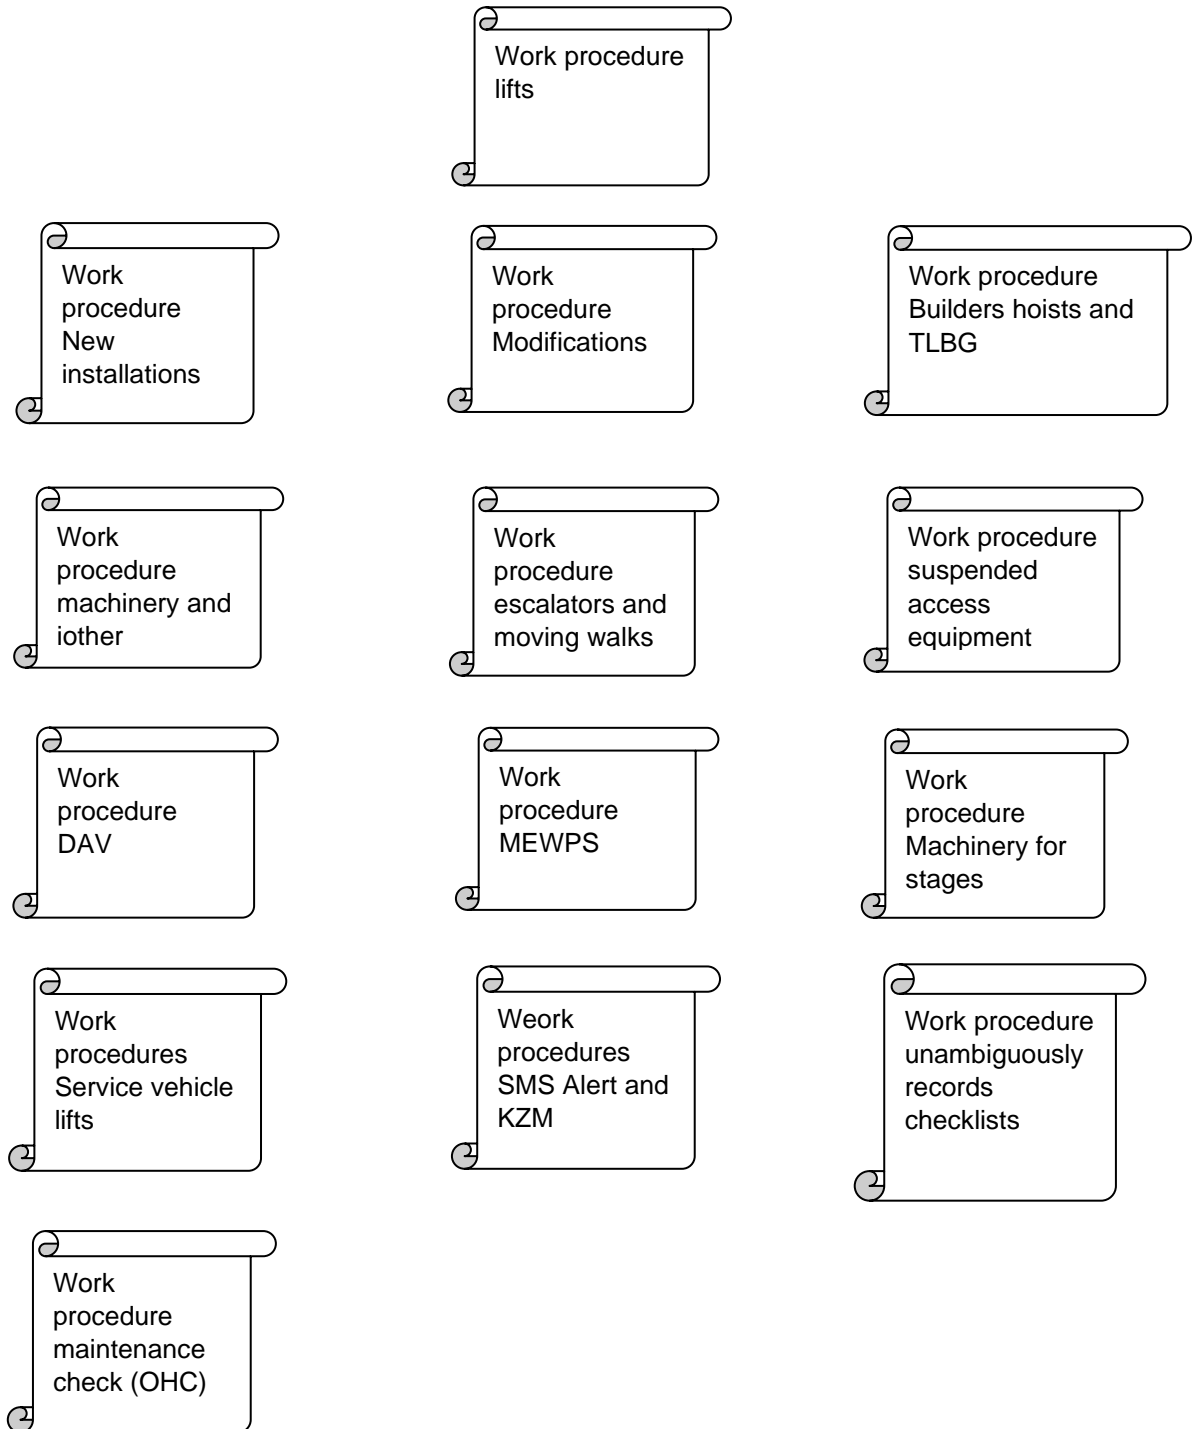 Work procedure
lifts
Work
procedure
New
installations
Work
procedure
Modifications
Work procedure
Builders hoists and
TLBG
Work
procedure
machinery and
iother
Work
procedure
escalators and
moving walks
Work procedure
suspended
access
equipment
Work
procedure
DAV
Work
procedure
MEWPS
Work
procedure
Machinery for
stages
Work
procedures
Service vehicle
lifts
Weork
procedures
SMS Alert and
KZM
Work procedure
unambiguously
records
checklists
Work
procedure
maintenance
check (OHC)